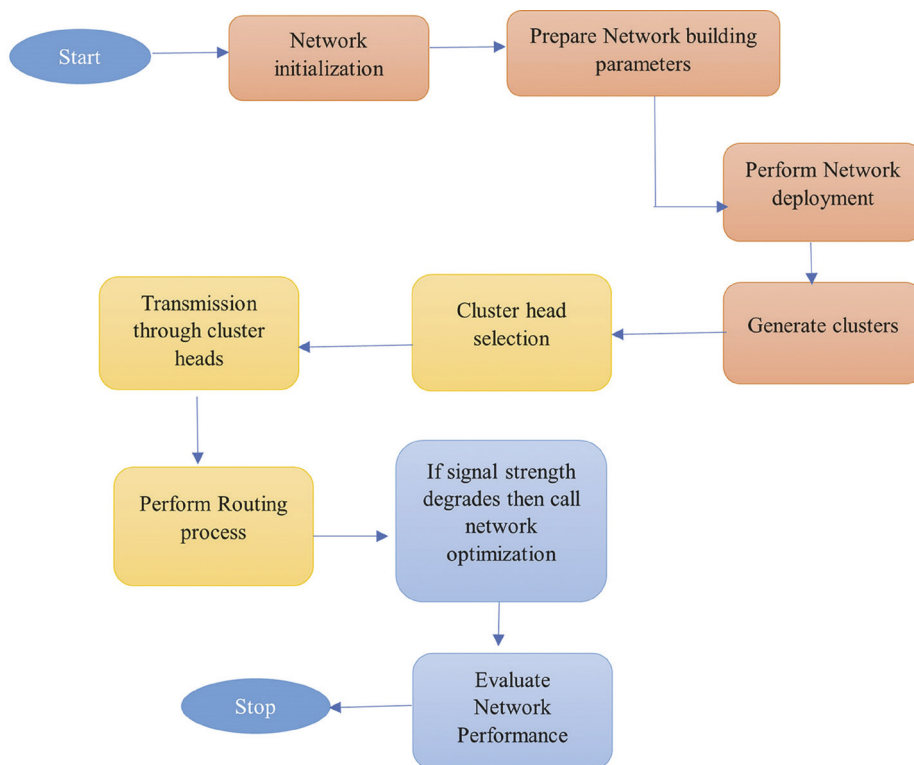 Start
Network
initialization
Prepare Network building
parameters
Perform Network
deployment
Generate clusters
Cluster head
selection
Transmission
through cluster
heads
Perform Routing
process
If signal strength
degrades then call
network
optimization
Evaluate
Network
Performance
Stop